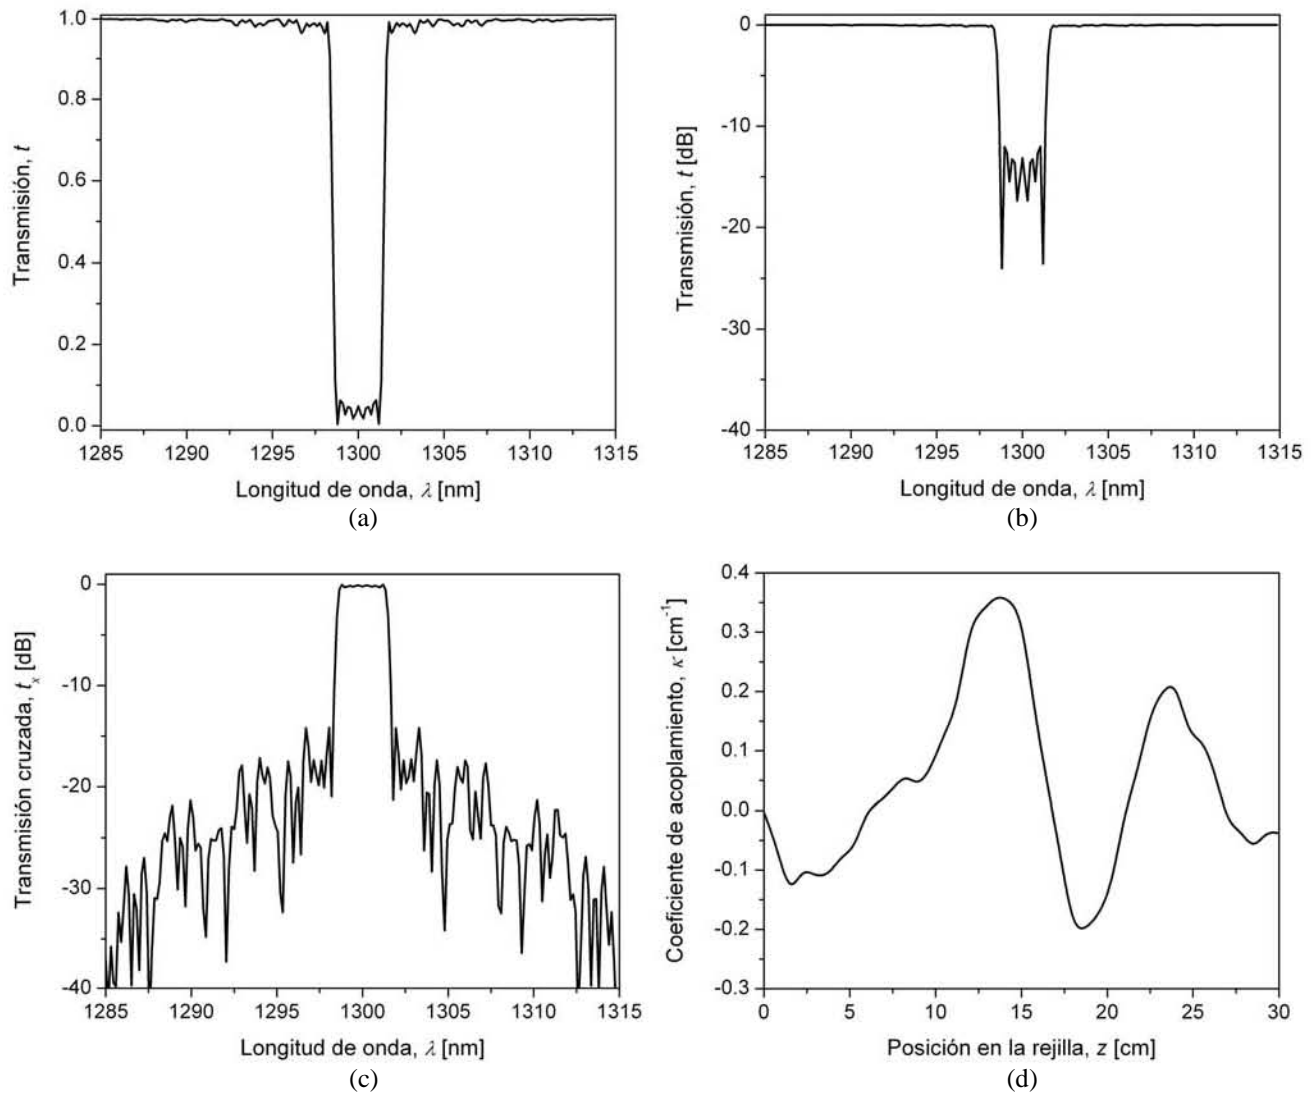 1.0
0.8
0.6
0.4
0.2
0.0
Transmisión, t
1285 1290 1295 1300 1305 1310 1315
Longitud de onda, λ [nm]
(a)
0
-10
-20
-30
-40
Transmisión, t [dB]
1285 1290 1295 1300 1305 1310 1315
Longitud de onda, λ [nm]
(b)
0
-10
-20
-30
-40
Transmisión cruzada, tx [dB]
1285 1290 1295 1300 1305 1310 1315
Longitud de onda, λ [nm]
(c)
0.4
0.3
0.2
0.1
0.0
-0.1
-0.2
-0.3
Coeficiente de acoplamiento, κ [cm-1]
0 5 10 15 20 25 30
Posición en la rejilla, z [cm]
(d)